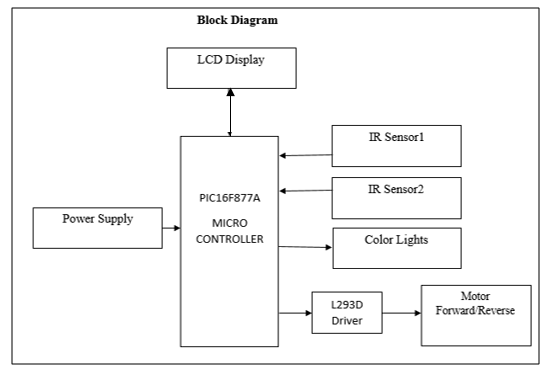 Block Diagram
LCD Display
IR Sensor1
PIC16F877A
IR Sensor2
MICRO
CONTROLLER
Power Supply
Color Lights
L293D
Driver
Motor
Forward/Reverse